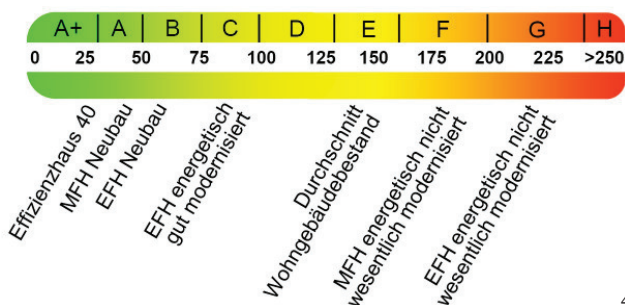 A+ A B C D E F G H
0 25 50 75 100 125 150 175 200 225 >250
Effizienzhaus 40
MFH Neubau
EFH Neubau
EFH energetisch
gut modernisiert
Durchschnitt
Wohngebäudebestand
MFH energetisch nicht
wesentlich modernisiert
EFH energetisch nicht
wesentlich modernisiert